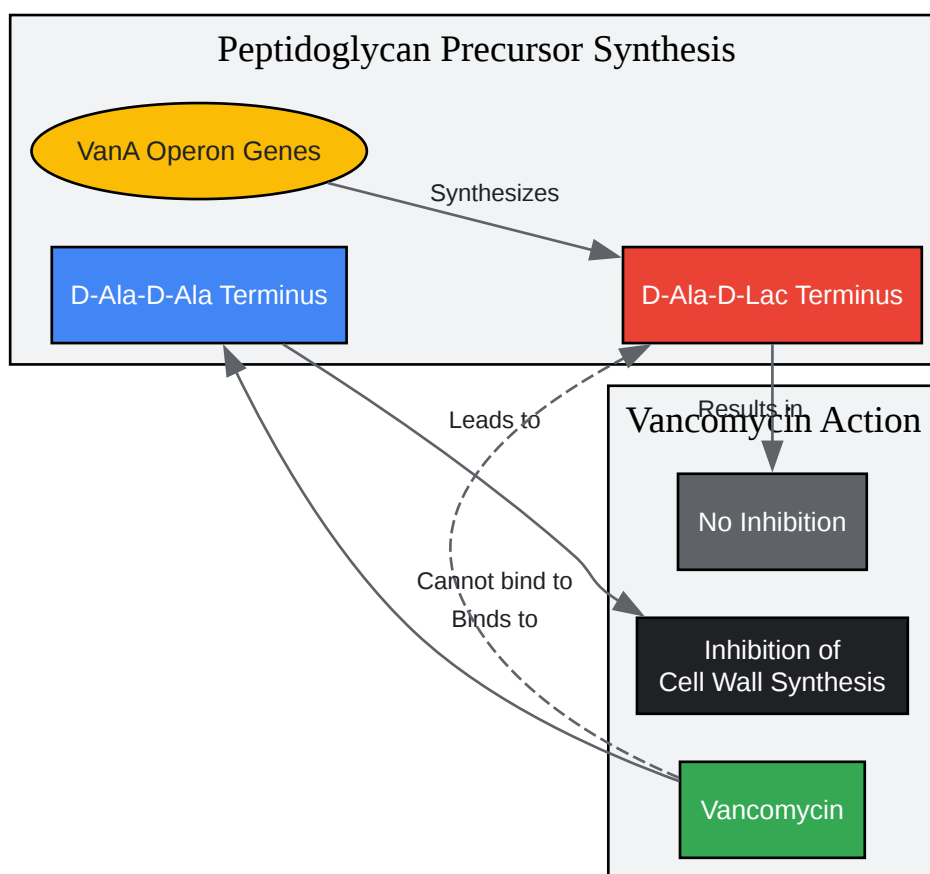 Peptidoglycan Precursor Synthesis
VanA Operon Genes
Synthesizes
D-Ala-D-Ala Terminus
D-Ala-D-Lac Terminus
Leads to
Results in
Vancomycin Action
No Inhibition
Cannot bind to
Binds to
Inhibition of
Cell Wall Synthesis
Vancomycin